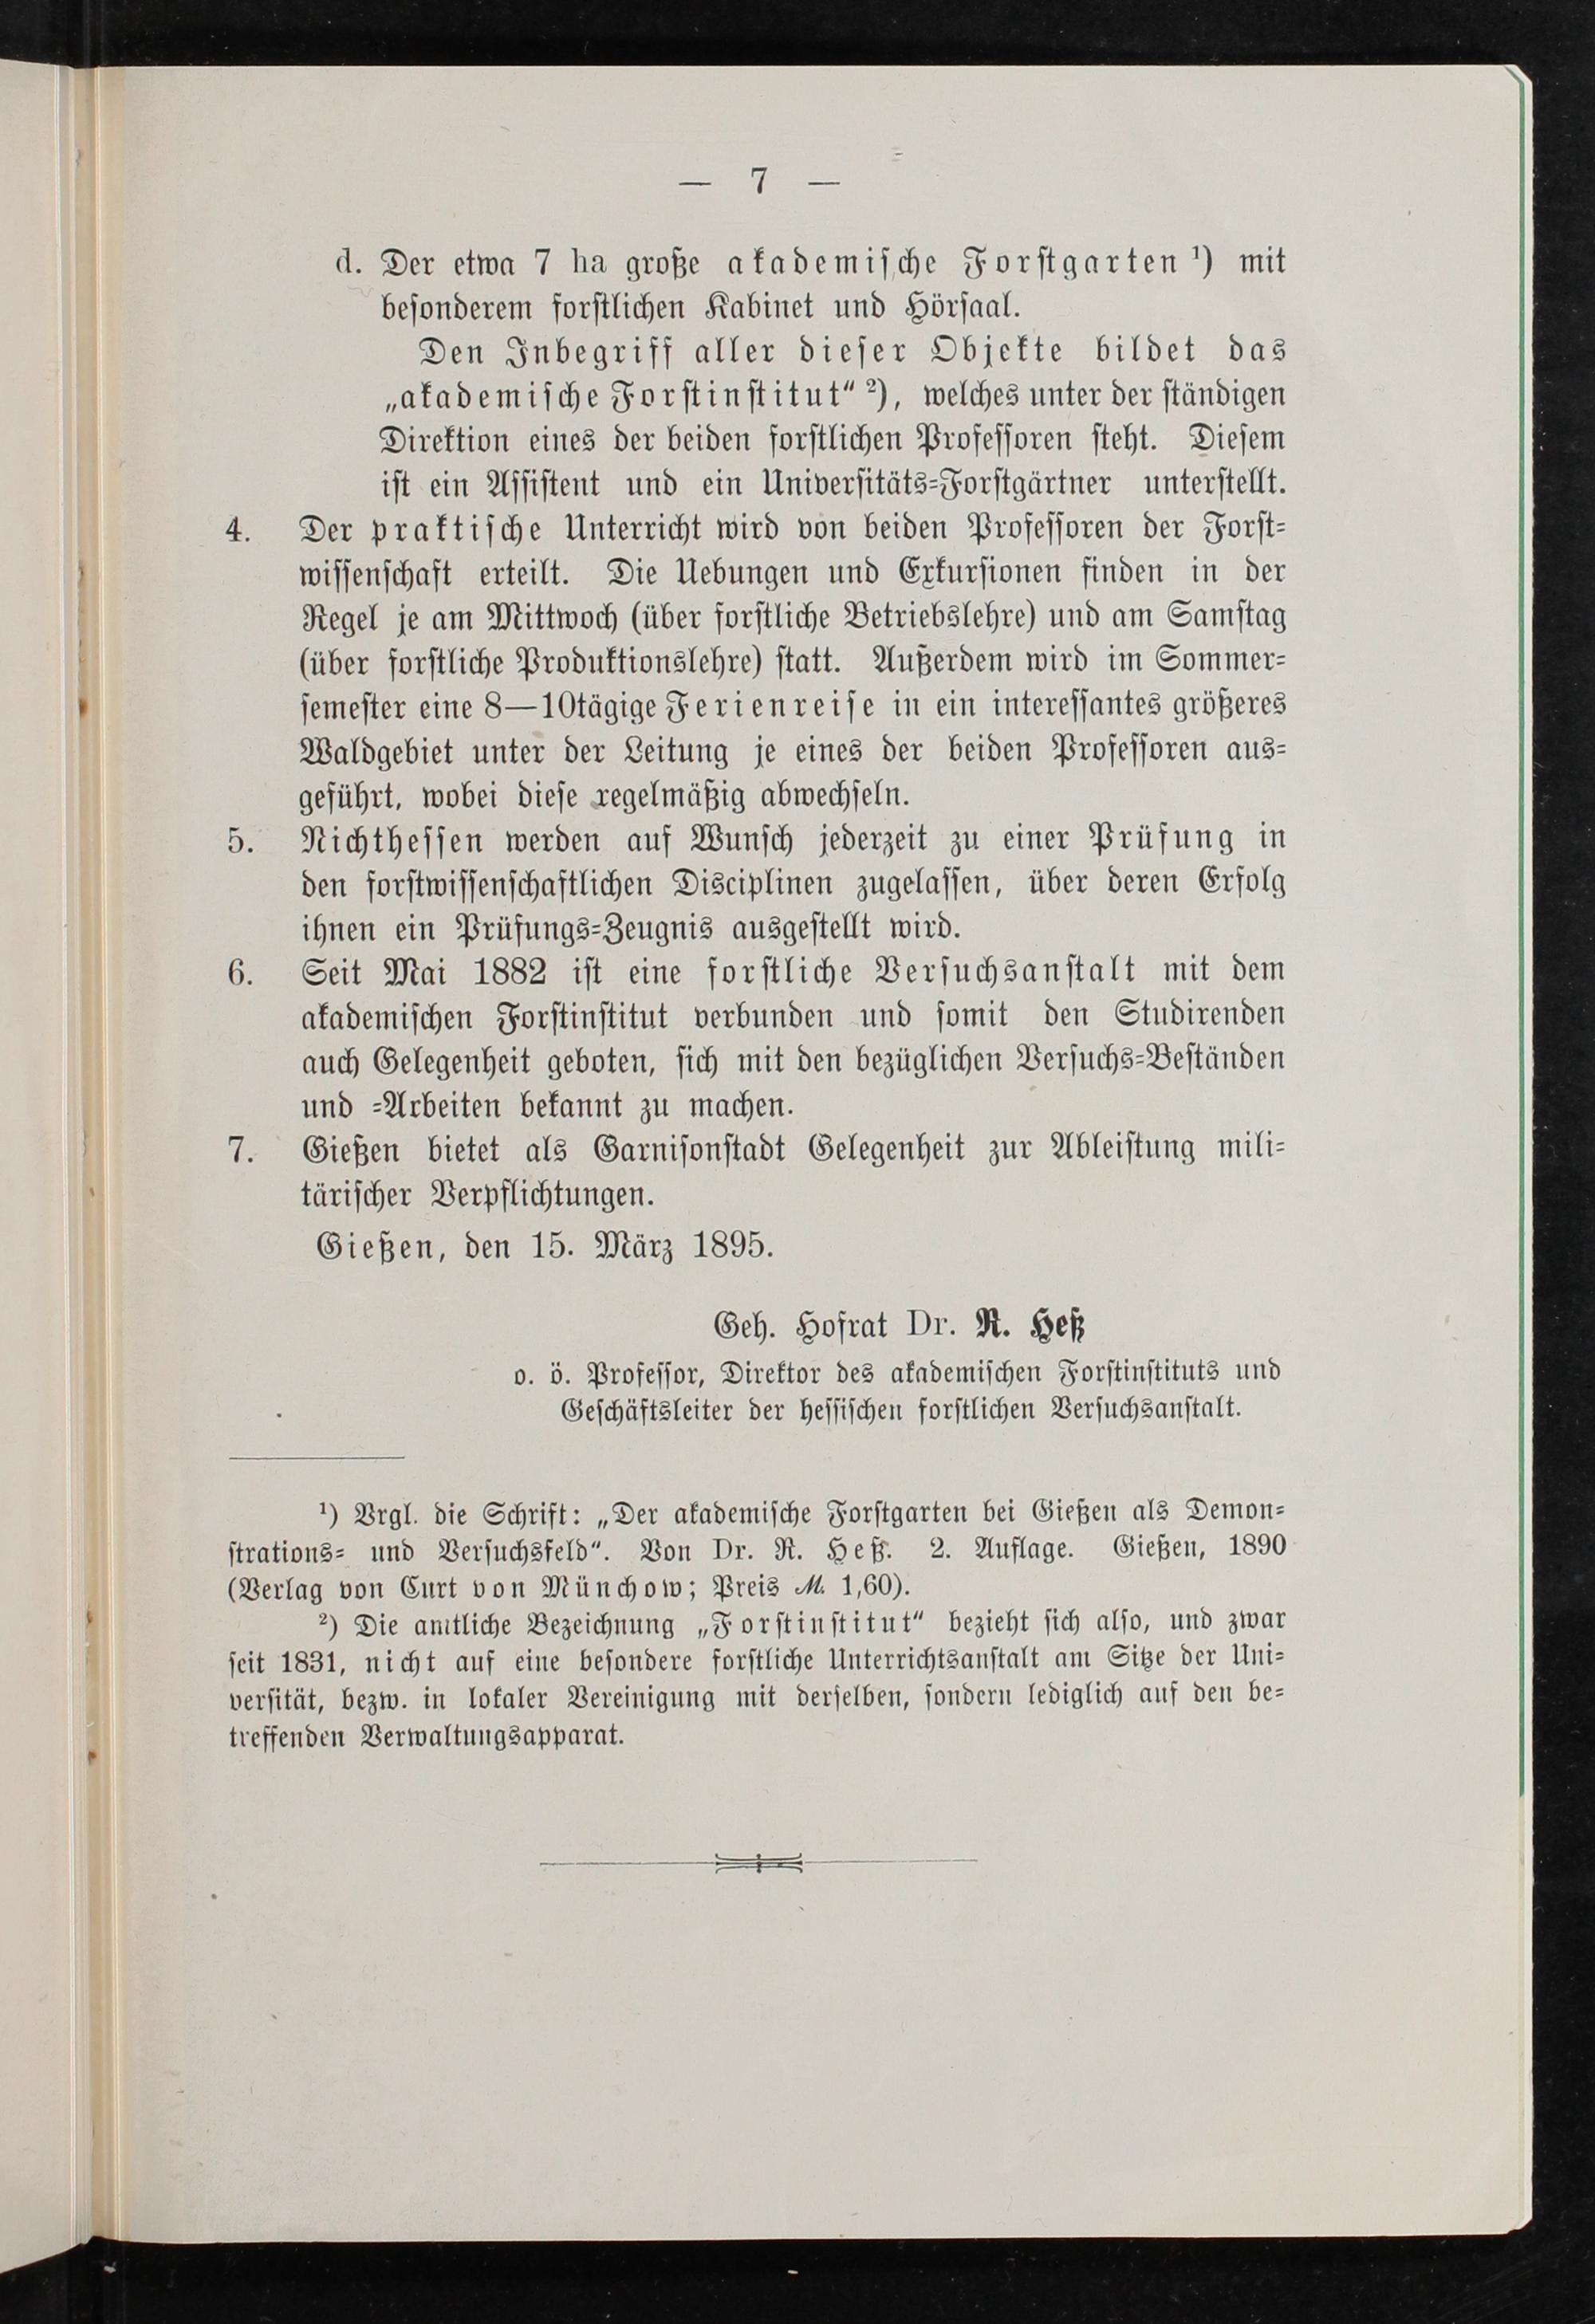 — 7 —
d. Der etwa 7 ha große akademische Forstgarten ¹) mit
besonderem forstlichen Kabinet und Hörsaal.
Den Inbegriff aller dieser Objekte bildet das
„akademische Forstinstitut“ ²), welches unter der ständigen
Direktion eines der beiden forstlichen Professoren steht. Diesem
ist ein Assistent und ein Universitäts-Forstgärtner unterstellt.
4. Der praktische Unterricht wird von beiden Professoren der Forst-
wissenschaft erteilt. Die Uebungen und Exkursionen finden in der
Regel je am Mittwoch (über forstliche Betriebslehre) und am Samstag
(über forstliche Produktionslehre) statt. Außerdem wird im Sommer-
semester eine 8—10tägige Ferienreise in ein interessantes größeres
Waldgebiet unter der Leitung je eines der beiden Professoren aus-
geführt, wobei diese regelmäßig abwechseln.
5. Nichthessen werden auf Wunsch jederzeit zu einer Prüfung in
den forstwissenschaftlichen Disciplinen zugelassen, über deren Erfolg
ihnen ein Prüfungs-Zeugnis ausgestellt wird.
6. Seit Mai 1882 ist eine forstliche Versuchsanstalt mit dem
akademischen Forstinstitut verbunden und somit den Studirenden
auch Gelegenheit geboten, sich mit den bezüglichen Versuchs-Beständen
und -Arbeiten bekannt zu machen.
7. Gießen bietet als Garnisonstadt Gelegenheit zur Ableistung mili-
tärischer Verpflichtungen.
Gießen, den 15. März 1895.
Geh. Hofrat Dr. R. Heß
o. ö. Professor, Direktor des akademischen Forstinstituts und
Geschäftsleiter der hessischen forstlichen Versuchsanstalt.
¹) Vrgl. die Schrift: „Der akademische Forstgarten bei Gießen als Demon-
strations- und Versuchsfeld“. Von Dr. R. Heß. 2. Auflage. Gießen, 1890
(Verlag von Curt von Münchow; Preis M. 1,60).
²) Die amtliche Bezeichnung „Forstinstitut“ bezieht sich also, und zwar
seit 1831, nicht auf eine besondere forstliche Unterrichtsanstalt am Sitze der Uni-
versität, bezw. in lokaler Vereinigung mit derselben, sondern lediglich auf den be-
treffenden Verwaltungsapparat.